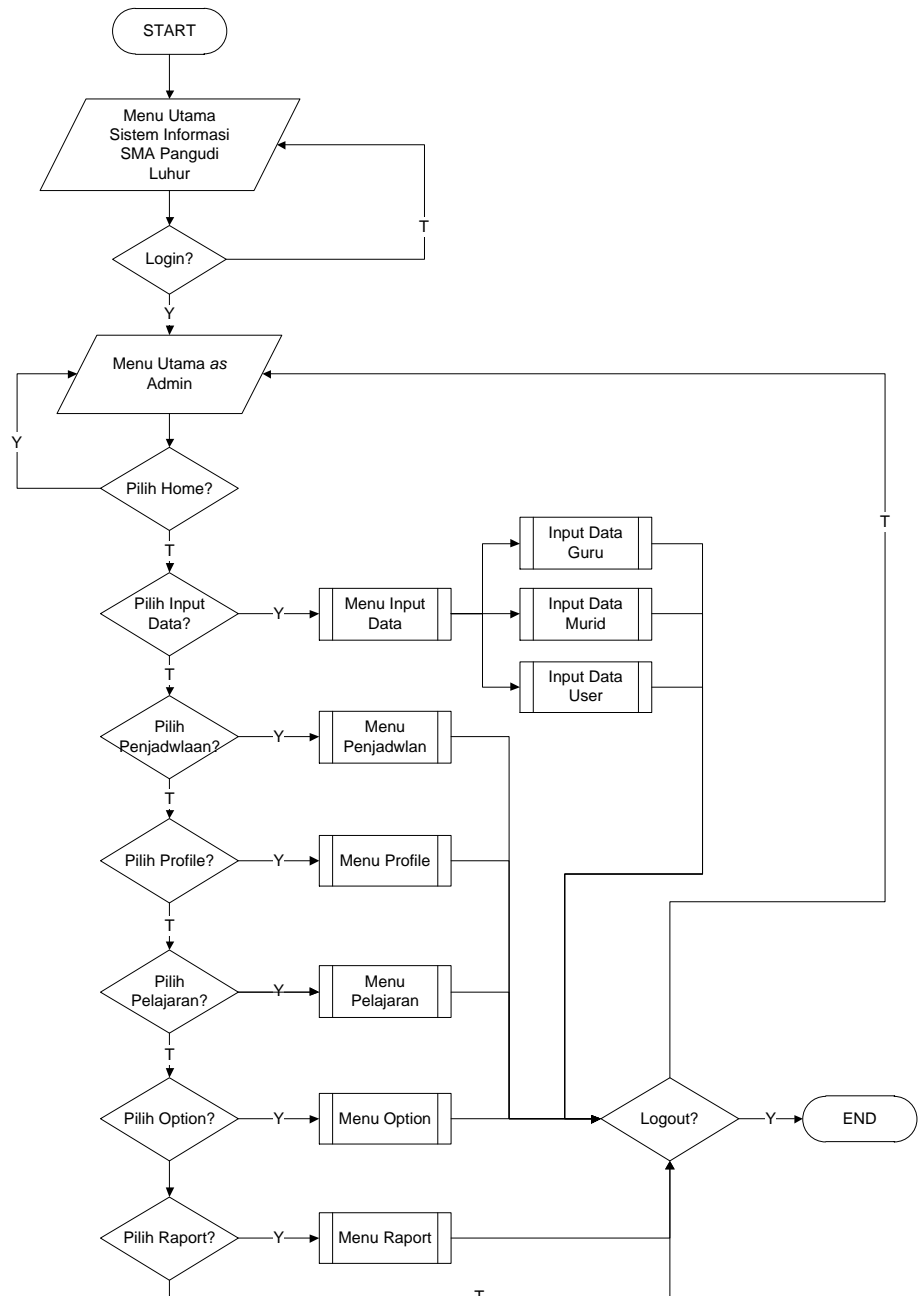 START
Menu Utama
Sistem Informasi
SMA Pangudi
Luhur
T
Login?
Y
Menu Utama as
Admin
Y
Pilih Home?
T
T
Input Data
Guru
Pilih Input
Data?
Y
Menu Input
Data
Input Data
Murid
Input Data
User
T
Pilih
Penjadwlaan?
Y
Menu
Penjadwlan
T
Pilih Profile?
Y
Menu Profile
T
Pilih
Pelajaran?
Y
Menu
Pelajaran
T
Pilih Option?
Y
Menu Option
Logout?
Y
END
Pilih Raport?
Y
Menu Raport
T